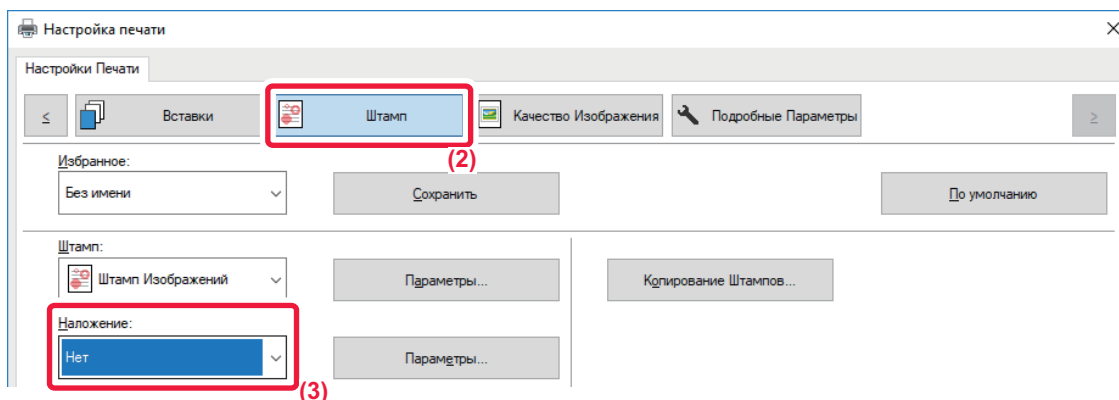 Настройка печати
Настройки Печати
< Вставки Штамп Качество Изображения Подробные Параметры >
(2)
Избранное:
Без имени Сохранить По умолчанию
Штамп:
Штамп Изображений Параметры... Копирование Штампов...
Наложение:
Нет Параметры...
(3)